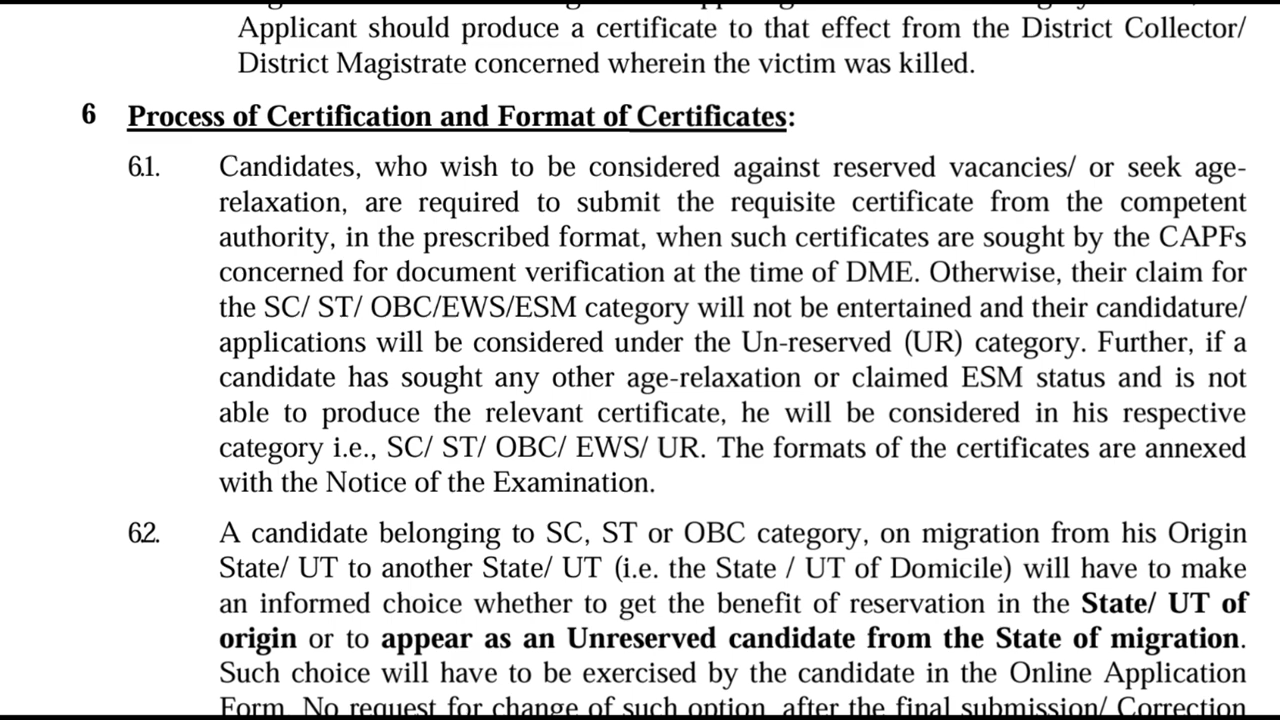 Applicant should produce a certificate to that effect from the District Collector/
District Magistrate concerned wherein the victim was killed.
6 Process of Certification and Format of Certificates:
6.1. Candidates, who wish to be considered against reserved vacancies/ or seek age-
relaxation, are required to submit the requisite certificate from the competent
authority, in the prescribed format, when such certificates are sought by the CAPFs
concerned for document verification at the time of DME. Otherwise, their claim for
the SC/ ST/ OBC/EWS/ESM category will not be entertained and their candidature/
applications will be considered under the Un-reserved (UR) category. Further, if a
candidate has sought any other age-relaxation or claimed ESM status and is not
able to produce the relevant certificate, he will be considered in his respective
category i.e., SC/ ST/ OBC/ EWS/ UR. The formats of the certificates are annexed
with the Notice of the Examination.
6.2. A candidate belonging to SC, ST or OBC category, on migration from his Origin
State/ UT to another State/ UT (i.e. the State / UT of Domicile) will have to make
an informed choice whether to get the benefit of reservation in the State/ UT of
origin or to appear as an Unreserved candidate from the State of migration.
Such choice will have to be exercised by the candidate in the Online Application
Form. No request for change of such option, after the final submission/ Correction